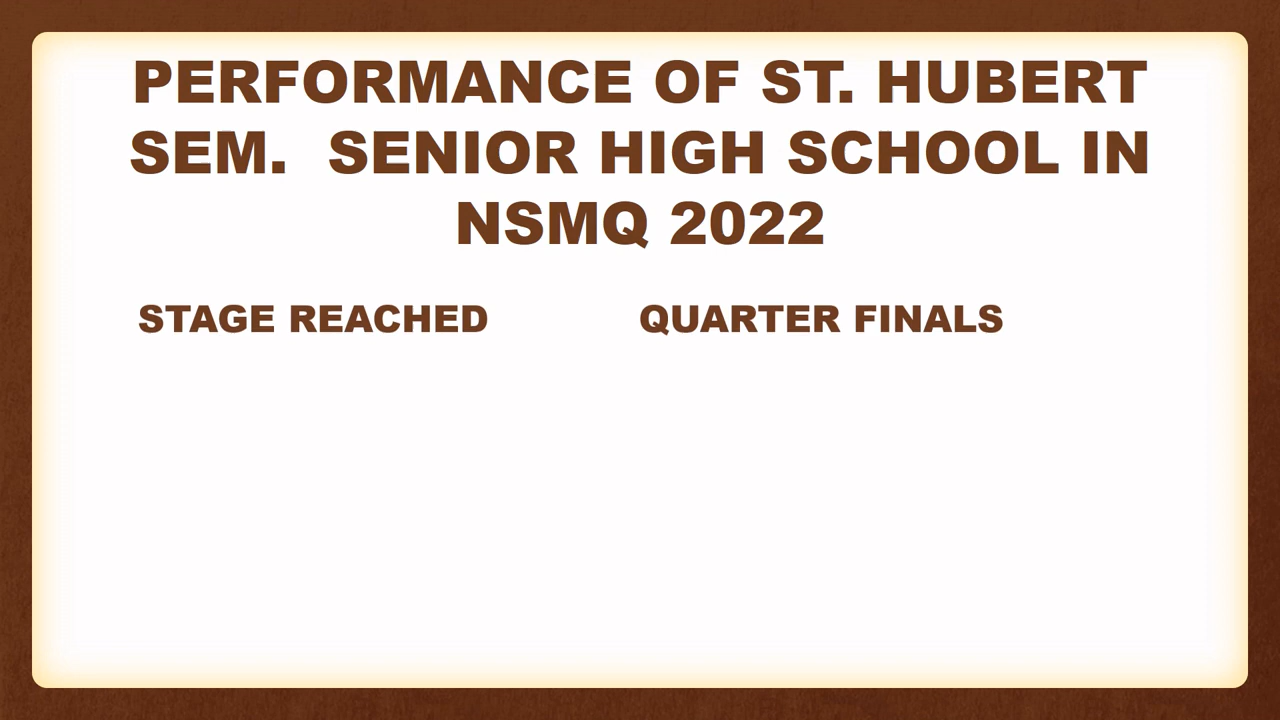 PERFORMANCE OF ST. HUBERT
SEM.  SENIOR HIGH SCHOOL IN
NSMQ 2022
STAGE REACHED QUARTER FINALS